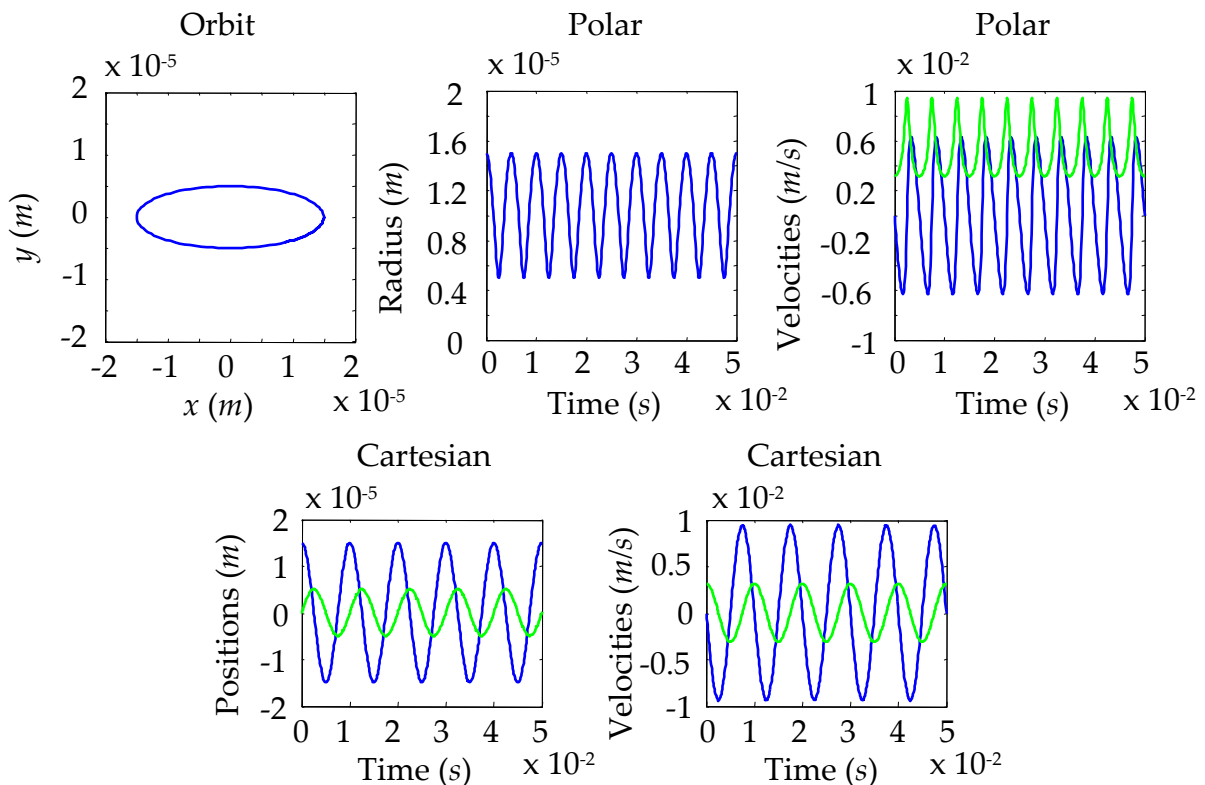 Orbit
x 10⁻⁵
2
1
0
-1
-2
y (m)
-2 -1 0 1 2
x (m)
x 10⁻⁵
Polar
x 10⁻⁵
2
1.6
1.2
0.8
0.4
0
Radius (m)
0 1 2 3 4 5
Time (s)
x 10⁻²
Polar
x 10⁻²
1
0.6
0.2
-0.2
-0.6
-1
Velocities (m/s)
0 1 2 3 4 5
Time (s)
x 10⁻²
Cartesian
x 10⁻⁵
2
1
0
-1
-2
Positions (m)
0 1 2 3 4 5
Time (s)
x 10⁻²
Cartesian
x 10⁻²
1
0.5
0
-0.5
-1
Velocities (m/s)
0 1 2 3 4 5
Time (s)
x 10⁻²